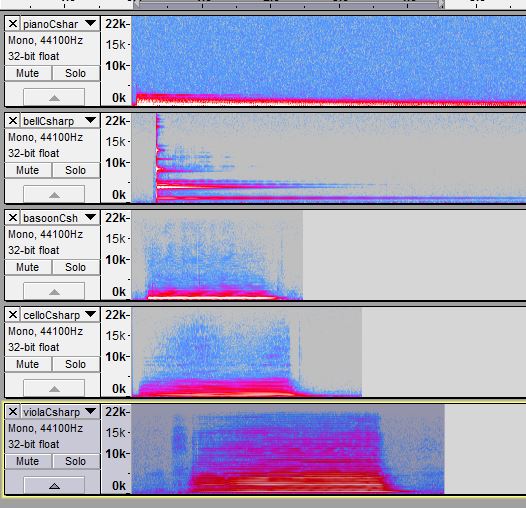 pianoCshar
Mono, 44100Hz
32-bit float
Mute Solo
22k
15k
10k
0k
bellCsharp
Mono, 44100Hz
32-bit float
Mute Solo
22k
15k
10k
0k
basoonCsh
Mono, 44100Hz
32-bit float
Mute Solo
22k
15k
10k
0k
celloCsharp
Mono, 44100Hz
32-bit float
Mute Solo
22k
15k
10k
0k
violaCsharp
Mono, 44100Hz
32-bit float
Mute Solo
22k
15k
10k
0k